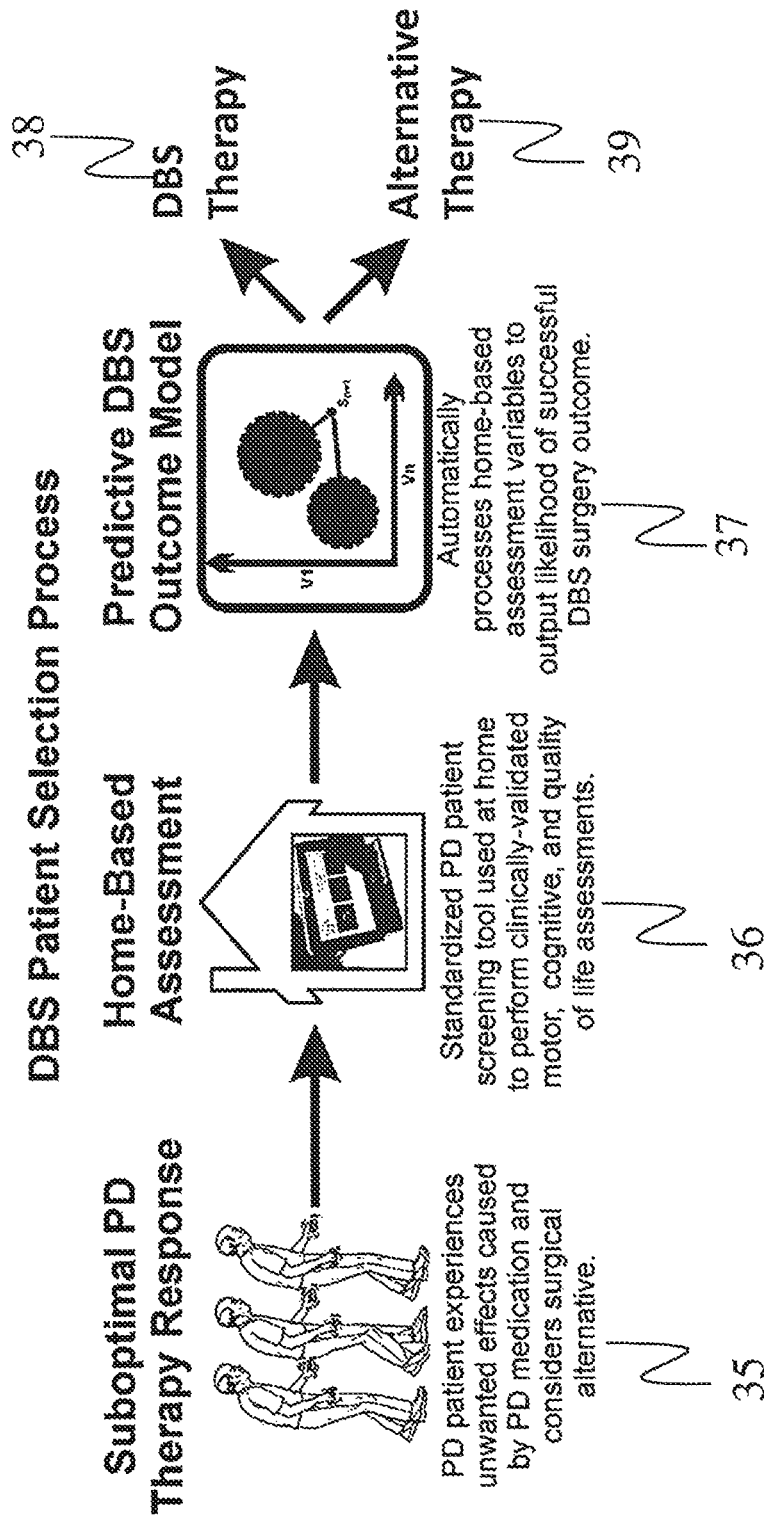 DBS Patient Selection Process
Suboptimal PD
Therapy Response
PD patient experiences
unwanted effects caused
by PD medication and
considers surgical
alternative.
35
Home-Based
Assessment
Standardized PD patient
screening tool used at home
to perform clinically-validated
motor, cognitive, and quality
of life assessments.
36
Predictive DBS
Outcome Model
V1
Vn
Automatically
processes home-based
assessment variables to
output likelihood of successful
DBS surgery outcome.
37
38
DBS
Therapy
Alternative
Therapy
39